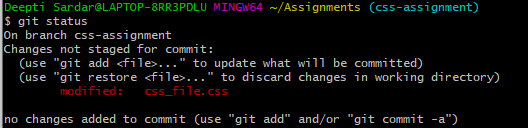 Deepti Sardar@LAPTOP-8RR3PDLU MINGW64 ~/Assignments (css-assignment)
$ git status
On branch css-assignment
Changes not staged for commit:
  (use "git add <file>..." to update what will be committed)
  (use "git restore <file>..." to discard changes in working directory)
        modified:   css_file.css

no changes added to commit (use "git add" and/or "git commit -a")